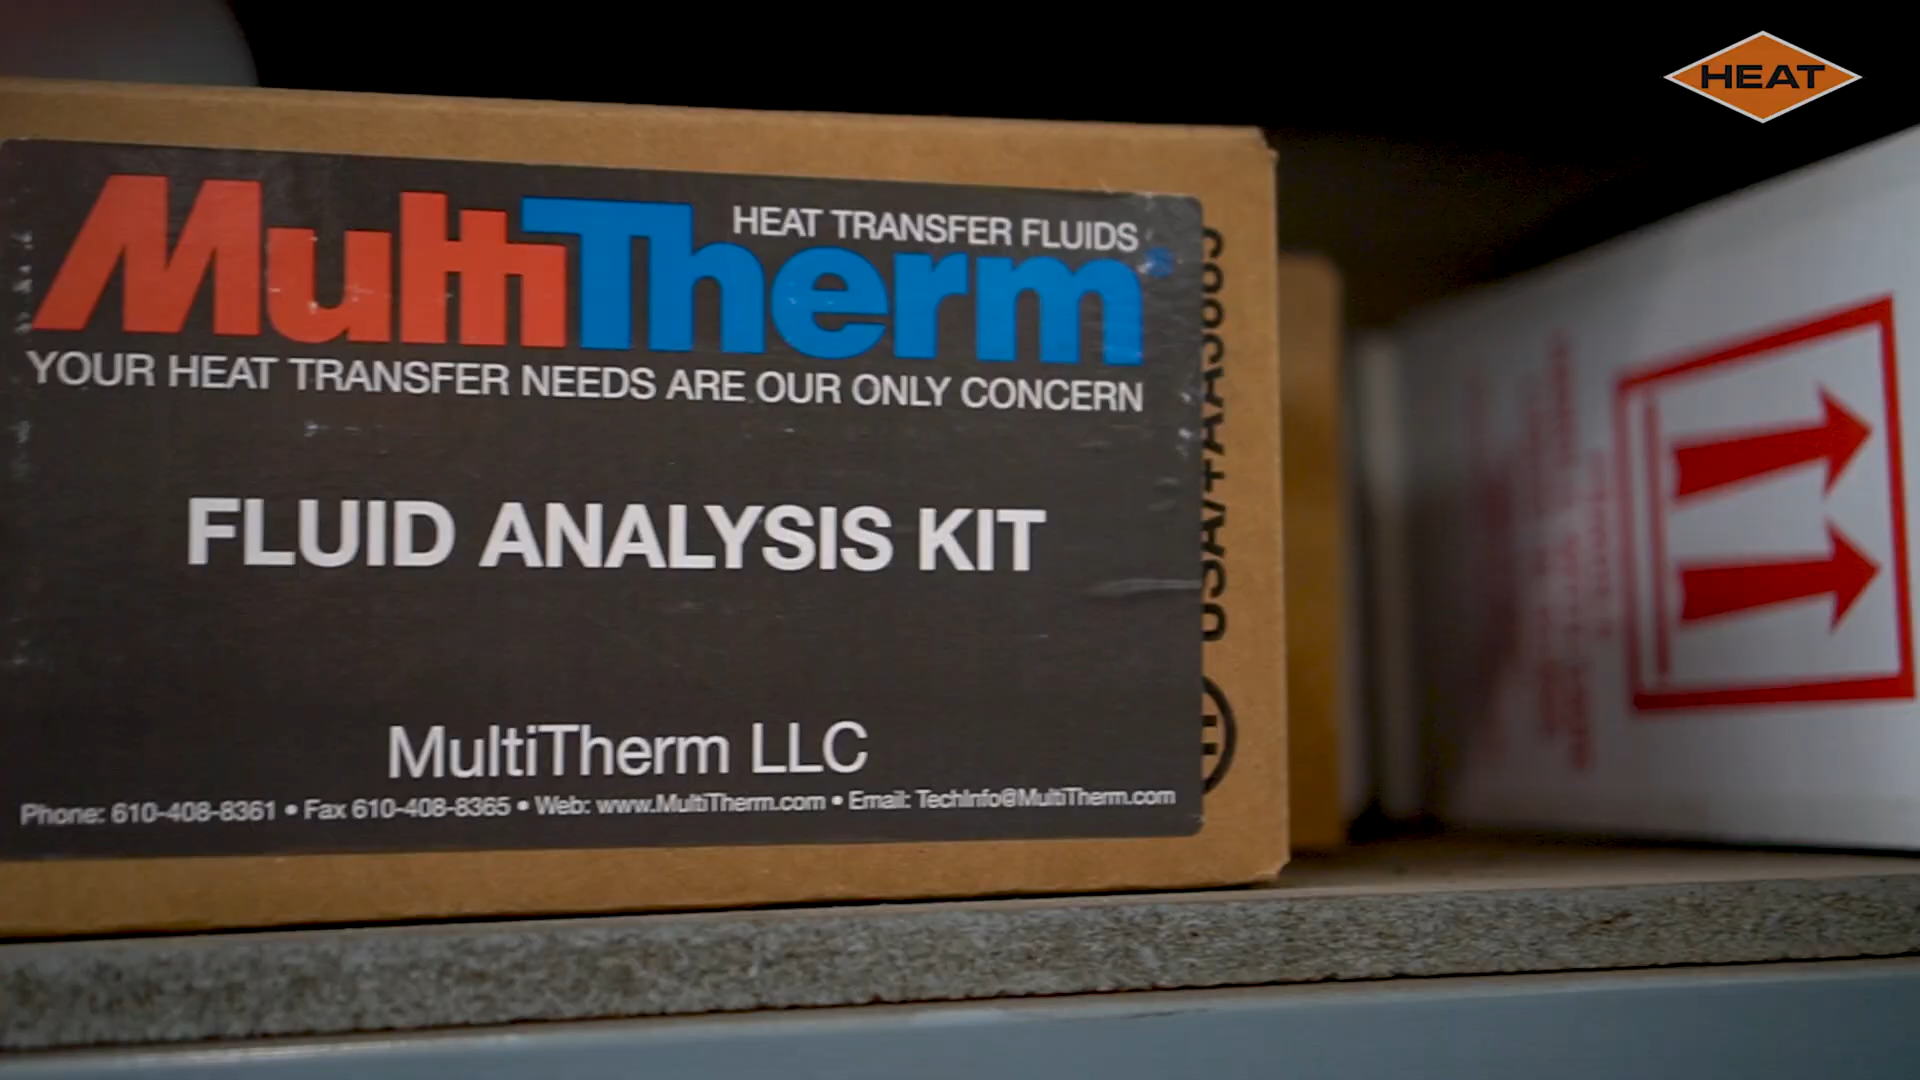 HEAT
HEAT TRANSFER FLUIDS
MultiTherm
YOUR HEAT TRANSFER NEEDS ARE OUR ONLY CONCERN
FLUID ANALYSIS KIT
MultiTherm LLC
Phone: 610-408-8361 • Fax 610-408-8365 • Web: www.MultiTherm.com • Email: TechInfo@MultiTherm.com